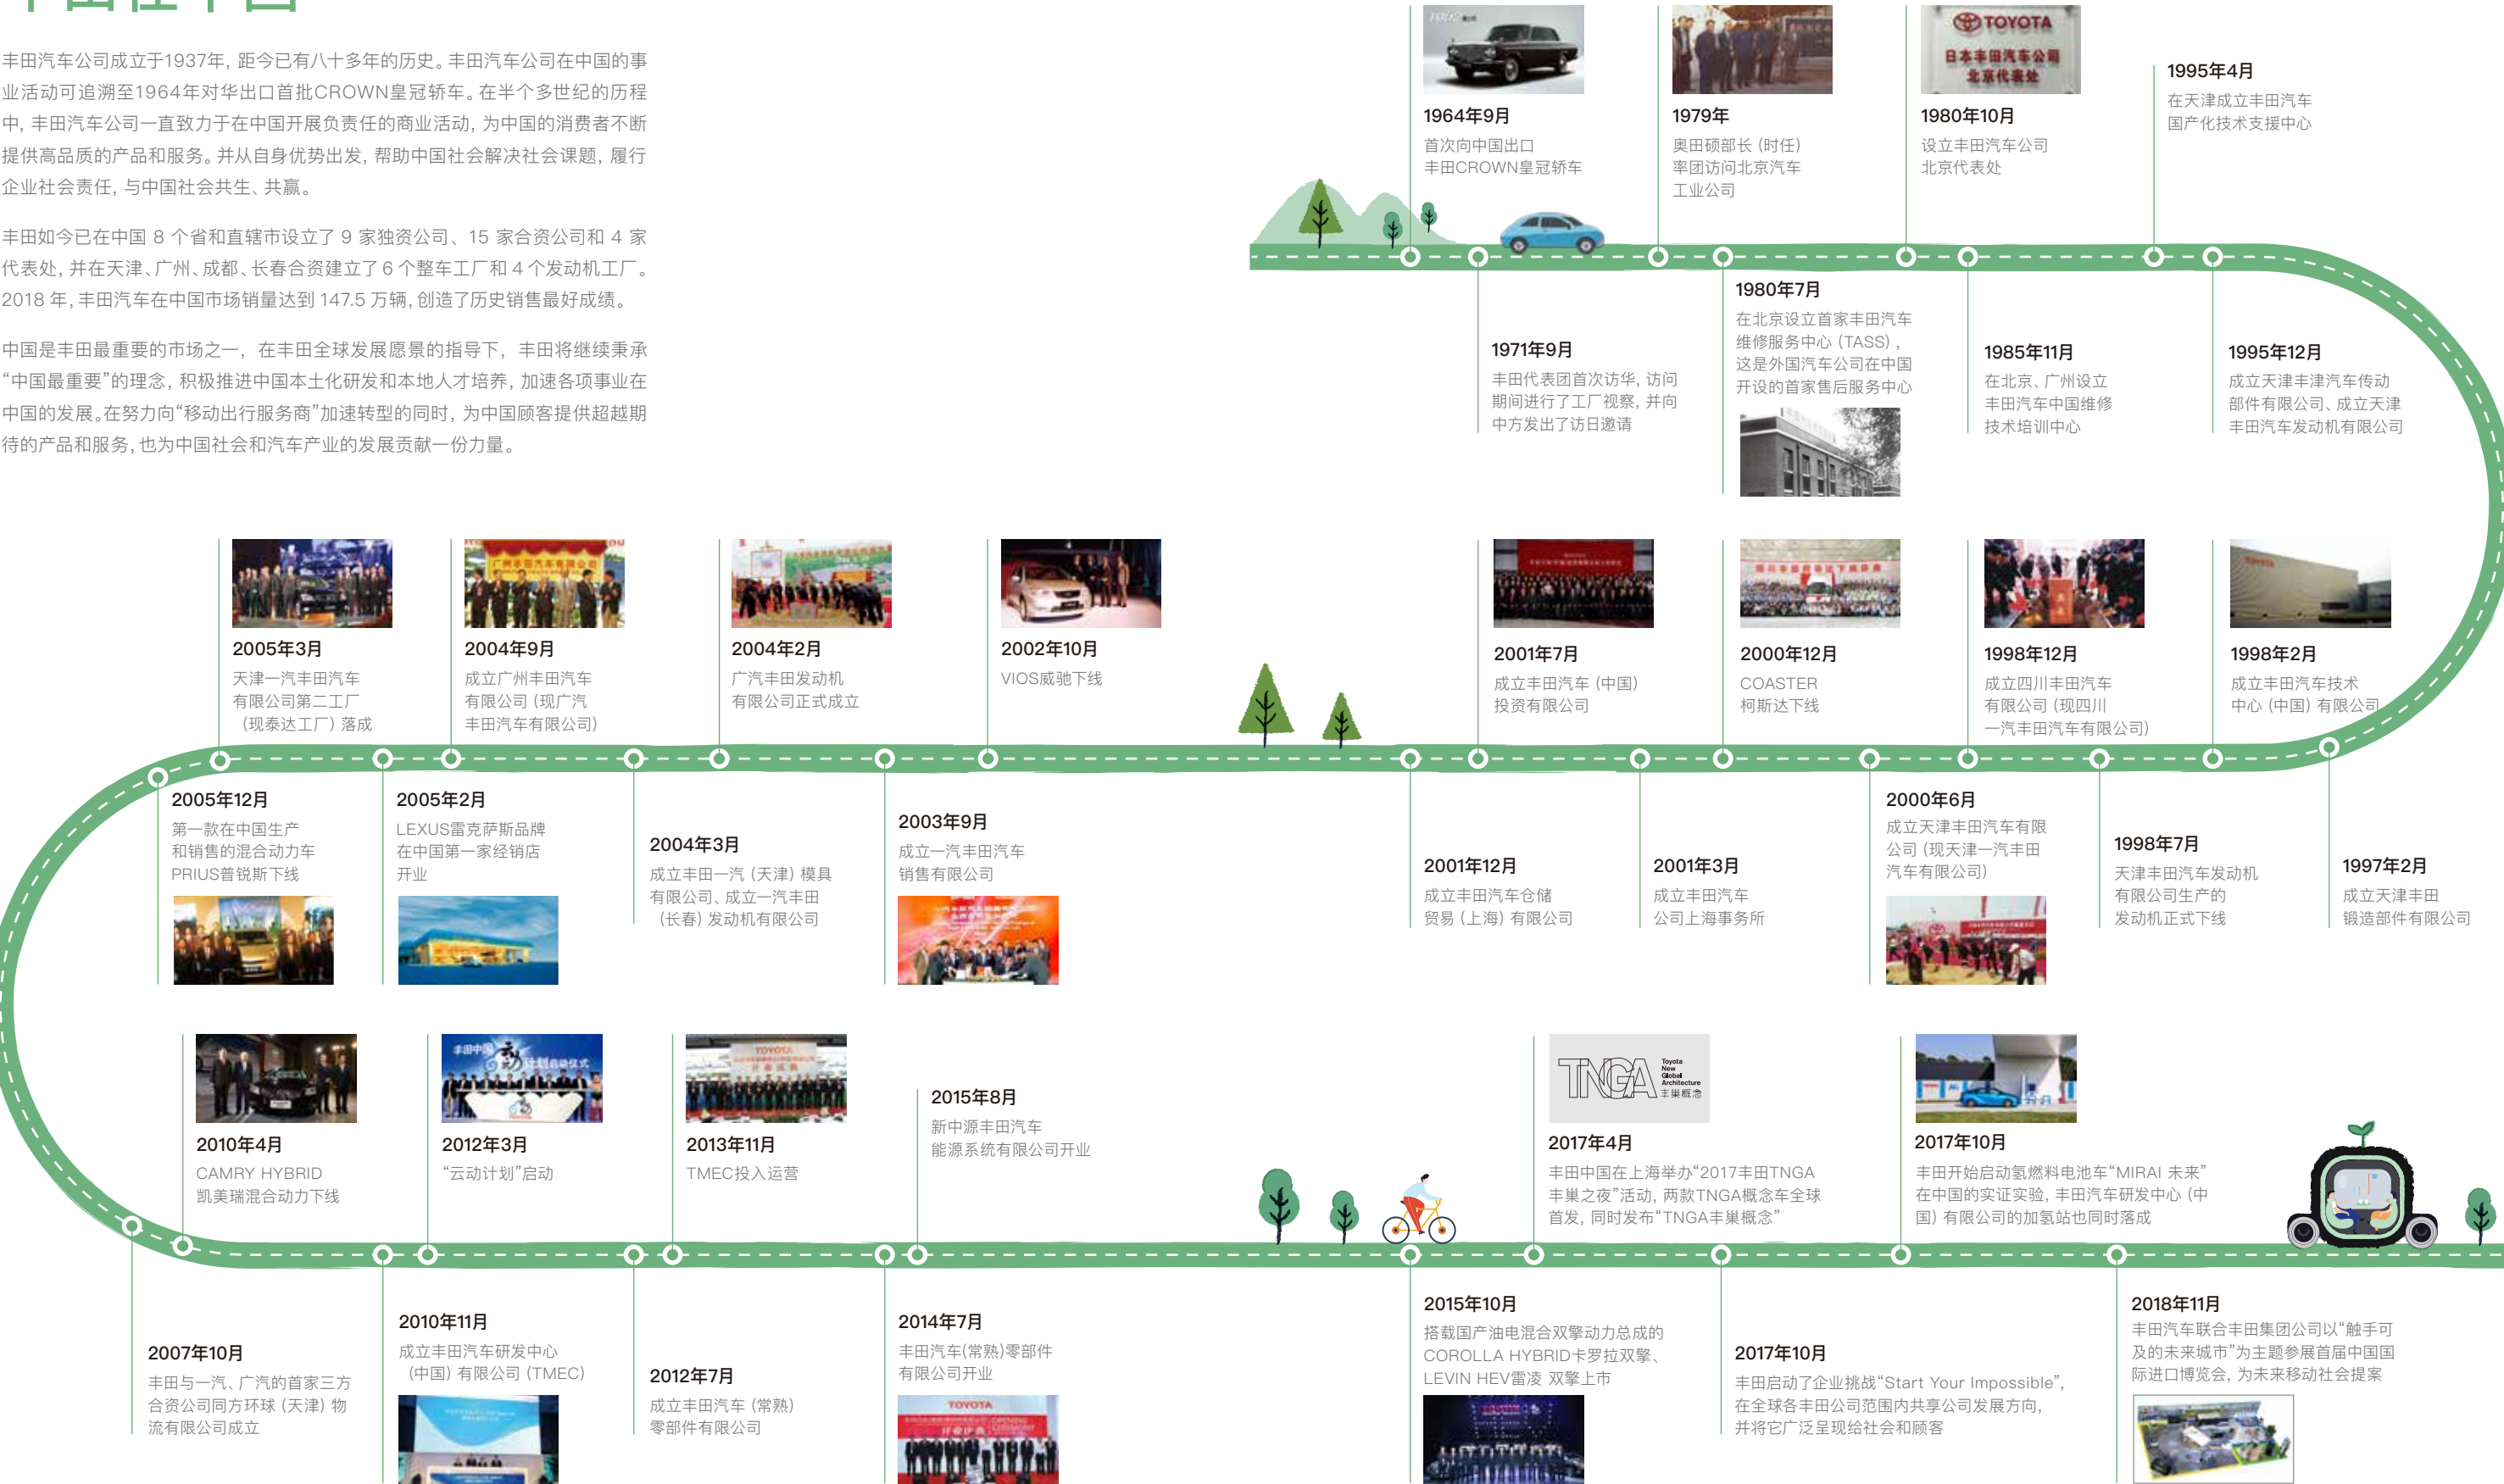 丰田在中国
丰田汽车公司成立于1937年, 距今已有八十多年的历史。丰田汽车公司在中国的事
业活动可追溯至1964年对华出口首批CROWN皇冠轿车。在半个多世纪的历程
中, 丰田汽车公司一直致力于在中国开展负责任的商业活动, 为中国的消费者不断
提供高品质的产品和服务。并从自身优势出发, 帮助中国社会解决社会课题, 履行
企业社会责任, 与中国社会共生、共赢。
丰田如今已在中国 8 个省和直辖市设立了 9 家独资公司、15 家合资公司和 4 家
代表处, 并在天津、广州、成都、长春合资建立了 6 个整车工厂和 4 个发动机工厂。
2018 年, 丰田汽车在中国市场销量达到 147.5 万辆, 创造了历史销售最好成绩。
中国是丰田最重要的市场之一, 在丰田全球发展愿景的指导下, 丰田将继续秉承
“中国最重要”的理念, 积极推进中国本土化研发和本地人才培养, 加速各项事业在
中国的发展。在努力向“移动出行服务商”加速转型的同时, 为中国顾客提供超越期
待的产品和服务, 也为中国社会和汽车产业的发展贡献一份力量。
1964年9月
首次向中国出口
丰田CROWN皇冠轿车
1979年
奥田硕部长 (时任)
率团访问北京汽车
工业公司
TOYOTA
日本丰田汽车公司
北京代表处
1980年10月
设立丰田汽车公司
北京代表处
1995年4月
在天津成立丰田汽车
国产化技术支援中心
1971年9月
丰田代表团首次访华, 访问
期间进行了工厂视察, 并向
中方发出了访日邀请
1980年7月
在北京设立首家丰田汽车
维修服务中心 (TASS) ,
这是外国汽车公司在中国
开设的首家售后服务中心
1985年11月
在北京、广州设立
丰田汽车中国维修
技术培训中心
1995年12月
成立天津丰津汽车传动
部件有限公司、成立天津
丰田汽车发动机有限公司
2005年3月
天津一汽丰田汽车
有限公司第二工厂
(现泰达工厂) 落成
广州丰田汽车有限公司
2004年9月
成立广州丰田汽车
有限公司 (现广汽
丰田汽车有限公司)
2004年2月
广汽丰田发动机
有限公司正式成立
2002年10月
VIOS威驰下线
2001年7月
成立丰田汽车 (中国)
投资有限公司
2000年12月
COASTER
柯斯达下线
1998年12月
成立四川丰田汽车
有限公司 (现四川
一汽丰田汽车有限公司)
TOYOTA
1998年2月
成立丰田汽车技术
中心 (中国) 有限公司
2005年12月
第一款在中国生产
和销售的混合动力车
PRIUS普锐斯下线
2005年2月
LEXUS雷克萨斯品牌
在中国第一家经销店
开业
2004年3月
成立丰田一汽 (天津) 模具
有限公司、成立一汽丰田
(长春) 发动机有限公司
2003年9月
成立一汽丰田汽车
销售有限公司
2001年12月
成立丰田汽车仓储
贸易 (上海) 有限公司
2001年3月
成立丰田汽车
公司上海事务所
2000年6月
成立天津丰田汽车有限
公司 (现天津一汽丰田
汽车有限公司)
1998年7月
天津丰田汽车发动机
有限公司生产的
发动机正式下线
1997年2月
成立天津丰田
锻造部件有限公司
2010年4月
CAMRY HYBRID
凯美瑞混合动力下线
丰田中国 云动计划启动仪式
2012年3月
“云动计划”启动
TOYOTA
2013年11月
TMEC投入运营
2015年8月
新中源丰田汽车
能源系统有限公司开业
TNGA
Toyota
New
Global
Architecture
丰巢概念
2017年4月
丰田中国在上海举办“2017丰田TNGA
丰巢之夜”活动, 两款TNGA概念车全球
首发, 同时发布“TNGA丰巢概念”
2017年10月
丰田开始启动氢燃料电池车“MIRAI 未来”
在中国的实证实验, 丰田汽车研发中心 (中
国) 有限公司的加氢站也同时落成
2007年10月
丰田与一汽、广汽的首家三方
合资公司同方环球 (天津) 物
流有限公司成立
2010年11月
成立丰田汽车研发中心
(中国) 有限公司 (TMEC)
2012年7月
成立丰田汽车 (常熟)
零部件有限公司
2014年7月
丰田汽车(常熟)零部件
有限公司开业
TOYOTA
OPENING
CEREMONY
2015年10月
搭载国产油电混合双擎动力总成的
COROLLA HYBRID卡罗拉双擎、
LEVIN HEV雷凌 双擎上市
2017年10月
丰田启动了企业挑战“Start Your Impossible”,
在全球各丰田公司范围内共享公司发展方向,
并将它广泛呈现给社会和顾客
2018年11月
丰田汽车联合丰田集团公司以“触手可
及的未来城市”为主题参展首届中国国
际进口博览会, 为未来移动社会提案